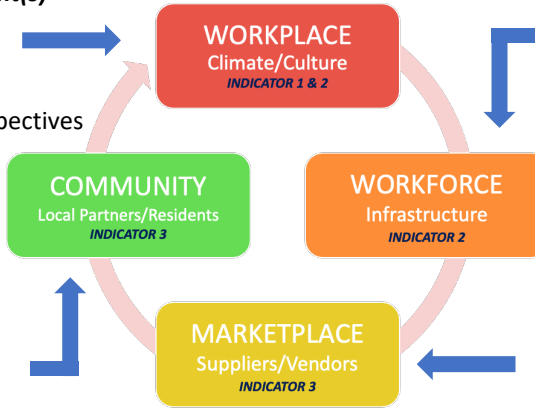 WORKPLACE
Climate/Culture
INDICATOR 1 & 2
COMMUNITY
Local Partners/Residents
INDICATOR 3
WORKFORCE
Infrastructure
INDICATOR 2
MARKETPLACE
Suppliers/Vendors
INDICATOR 3